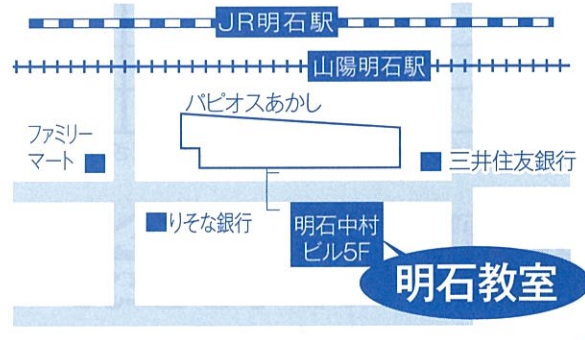 JR明石駅
山陽明石駅
パピオスあかし
ファミリー
マート
三井住友銀行
りそな銀行
明石中村
ビル5F
明石教室